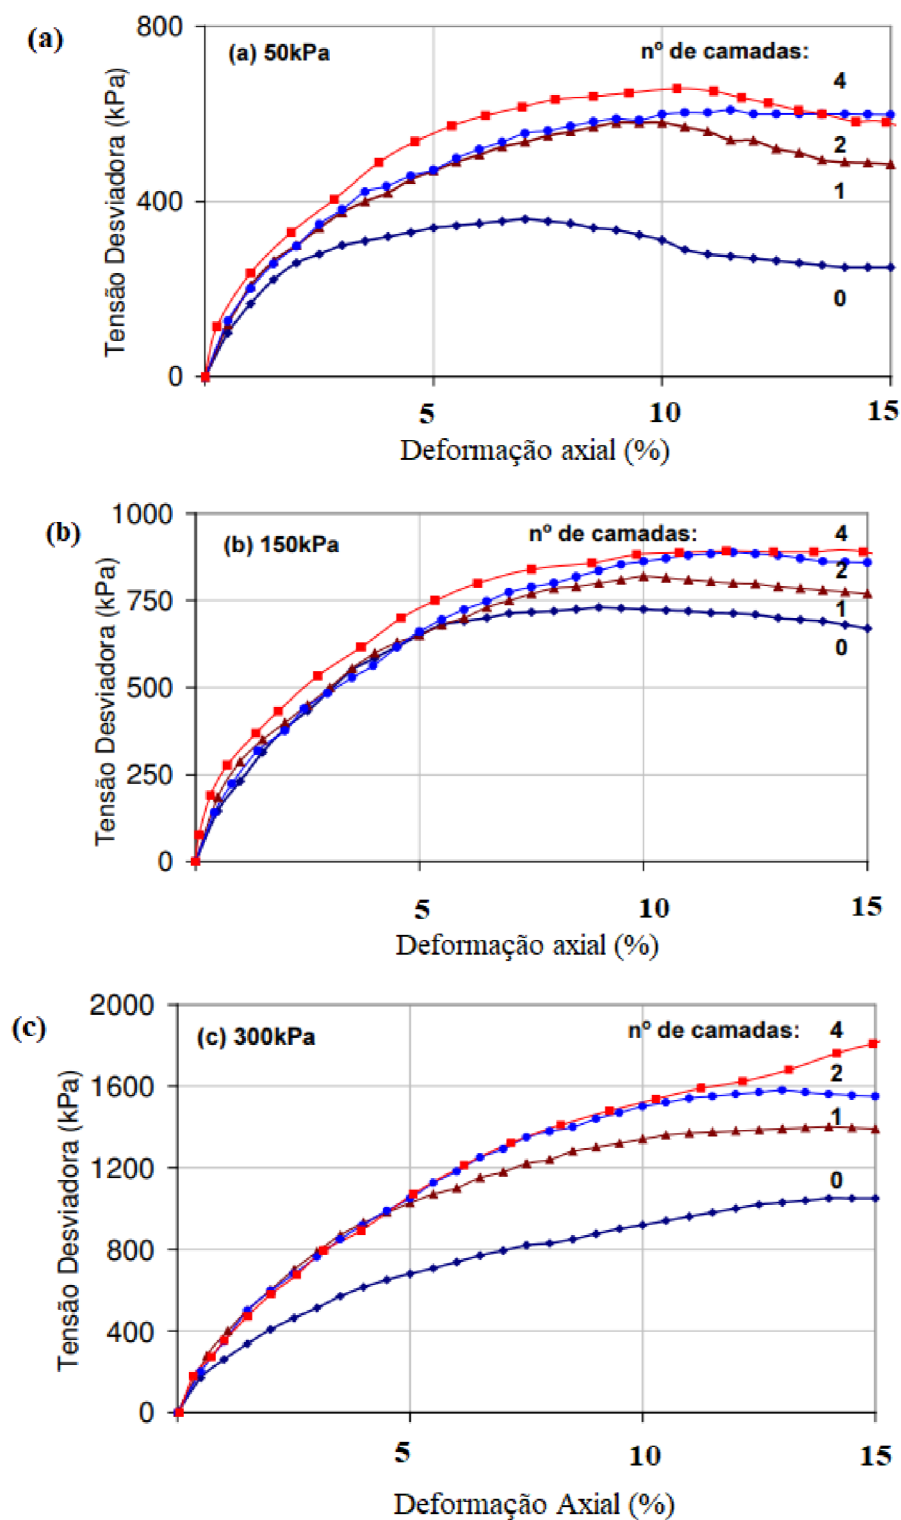 (a)
800
(a) 50kPa
nº de camadas:
4
2
400
1
0
0
Tensão Desviadora (kPa)
5
10
15
Deformação axial (%)
(b)
1000
(b) 150kPa
nº de camadas:
4
2
750
1
0
500
250
0
Tensão Desviadora (kPa)
5
10
15
Deformação axial (%)
(c)
2000
(c) 300kPa
nº de camadas:
4
2
1600
1
1200
0
800
400
0
Tensão Desviadora (kPa)
5
10
15
Deformação Axial (%)